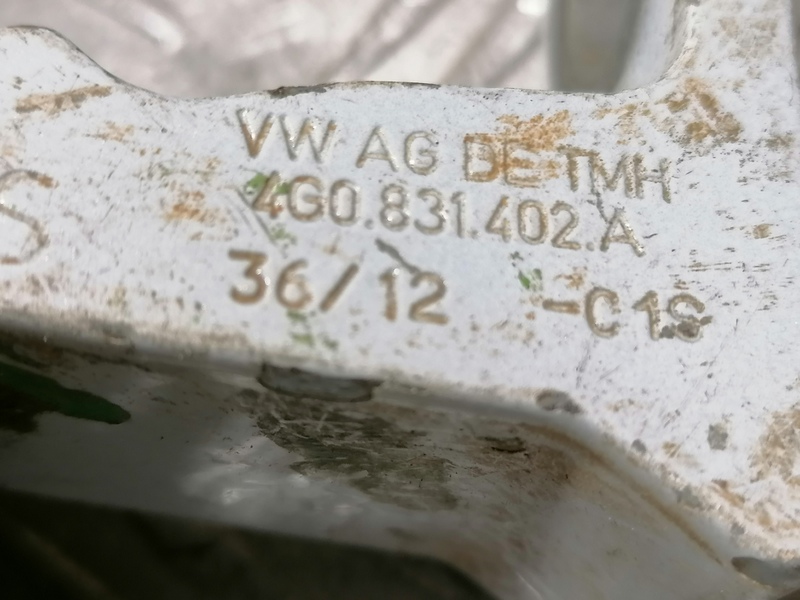 VW AG DE TMH
4G0.831.402.A
36/12 -C1S
S